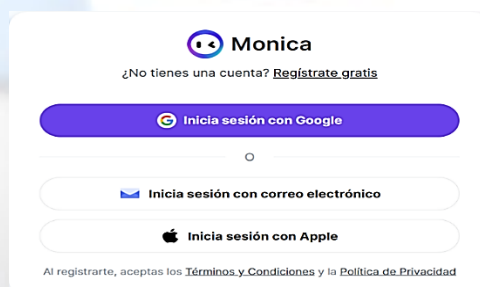 Monica
¿No tienes una cuenta? Regístrate gratis
Inicia sesión con Google
O
Inicia sesión con correo electrónico
Inicia sesión con Apple
Al registrarte, aceptas los Términos y Condiciones y la Política de Privacidad